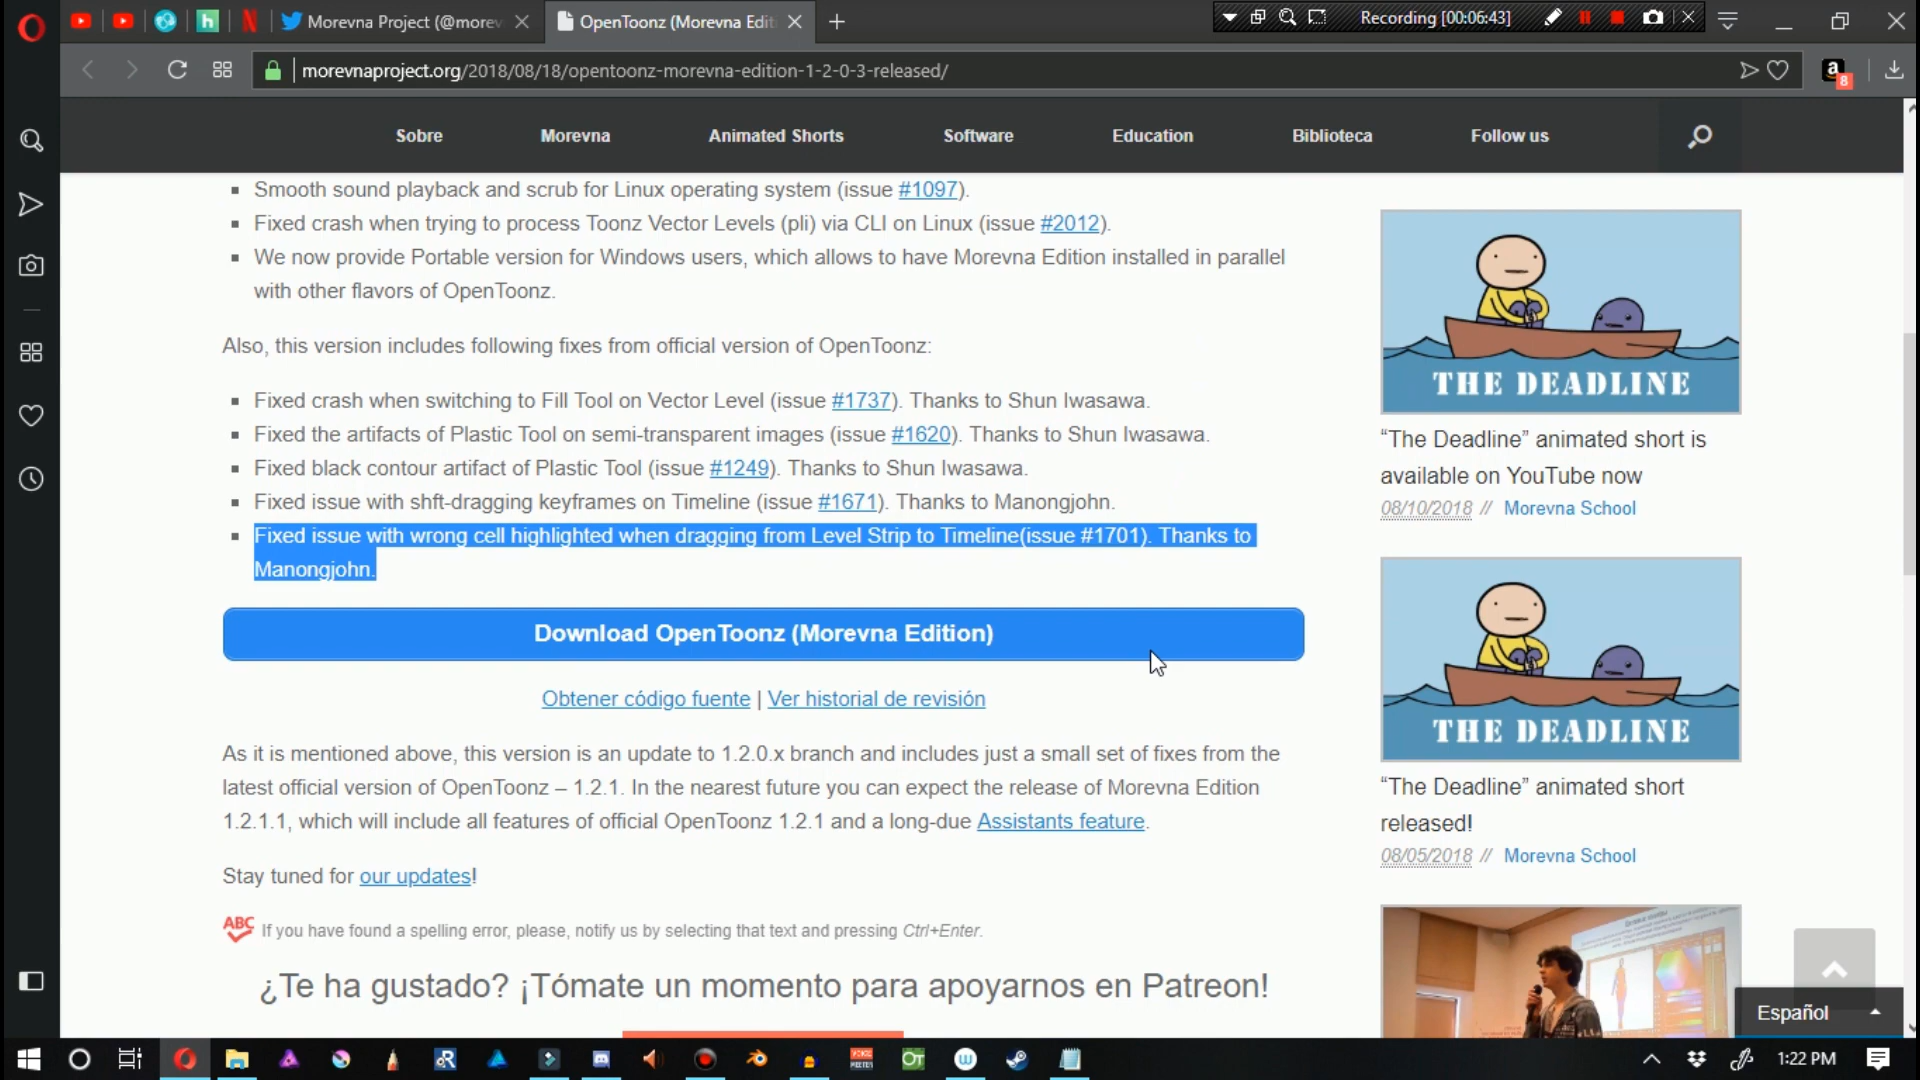 Morevna Project (@morev
OpenToonz (Morevna Edit
Recording [00:06:43]
morevnaproject.org/2018/08/18/opentoonz-morevna-edition-1-2-0-3-released/
a
8
h
Sobre
Morevna
Animated Shorts
Software
Education
Biblioteca
Follow us
Smooth sound playback and scrub for Linux operating system (issue #1097).
Fixed crash when trying to process Toonz Vector Levels (pli) via CLI on Linux (issue #2012).
We now provide Portable version for Windows users, which allows to have Morevna Edition installed in parallel
with other flavors of OpenToonz.
Also, this version includes following fixes from official version of OpenToonz:
Fixed crash when switching to Fill Tool on Vector Level (issue #1737). Thanks to Shun Iwasawa.
Fixed the artifacts of Plastic Tool on semi-transparent images (issue #1620). Thanks to Shun Iwasawa.
Fixed black contour artifact of Plastic Tool (issue #1249). Thanks to Shun Iwasawa.
Fixed issue with shft-dragging keyframes on Timeline (issue #1671). Thanks to Manongjohn.
Fixed issue with wrong cell highlighted when dragging from Level Strip to Timeline(issue #1701). Thanks to
Manongjohn.
Download OpenToonz (Morevna Edition)
Obtener código fuente | Ver historial de revisión
As it is mentioned above, this version is an update to 1.2.0.x branch and includes just a small set of fixes from the
latest official version of OpenToonz – 1.2.1. In the nearest future you can expect the release of Morevna Edition
1.2.1.1, which will include all features of official OpenToonz 1.2.1 and a long-due Assistants feature.
Stay tuned for our updates!
ABC
If you have found a spelling error, please, notify us by selecting that text and pressing Ctrl+Enter.
¿Te ha gustado? ¡Tómate un momento para apoyarnos en Patreon!
THE DEADLINE
“The Deadline” animated short is
available on YouTube now
08/10/2018 // Morevna School
THE DEADLINE
“The Deadline” animated short
released!
08/05/2018 // Morevna School
Español
1:22 PM